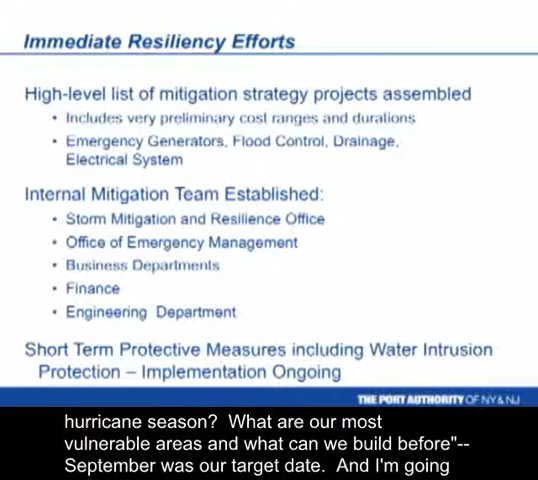 Immediate Resiliency Efforts
High-level list of mitigation strategy projects assembled
• Includes very preliminary cost ranges and durations
• Emergency Generators, Flood Control, Drainage,
Electrical System
Internal Mitigation Team Established:
• Storm Mitigation and Resilience Office
• Office of Emergency Management
• Business Departments
• Finance
• Engineering Department
Short Term Protective Measures including Water Intrusion
Protection – Implementation Ongoing
THE PORT AUTHORITY OF NY & NJ
hurricane season? What are our most
vulnerable areas and what can we build before"--
September was our target date. And I'm going